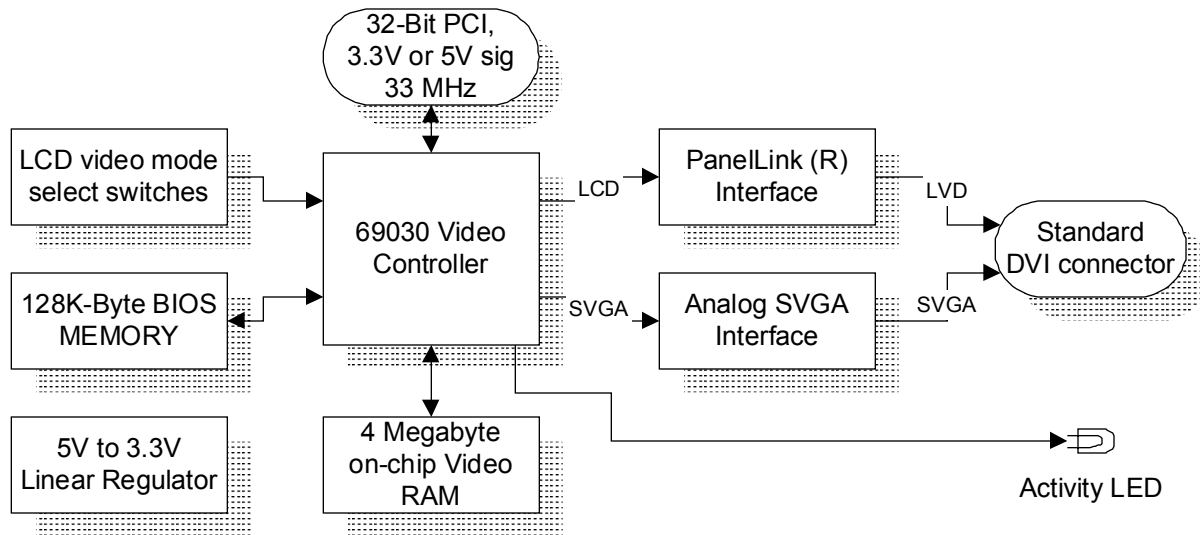 32-Bit PCI,
3.3V or 5V sig
33 MHz
LCD video mode
select switches
69030 Video
Controller
LCD
PanelLink (R)
Interface
LVD
Standard
DVI connector
128K-Byte BIOS
MEMORY
SVGA
Analog SVGA
Interface
SVGA
5V to 3.3V
Linear Regulator
4 Megabyte
on-chip Video
RAM
Activity LED